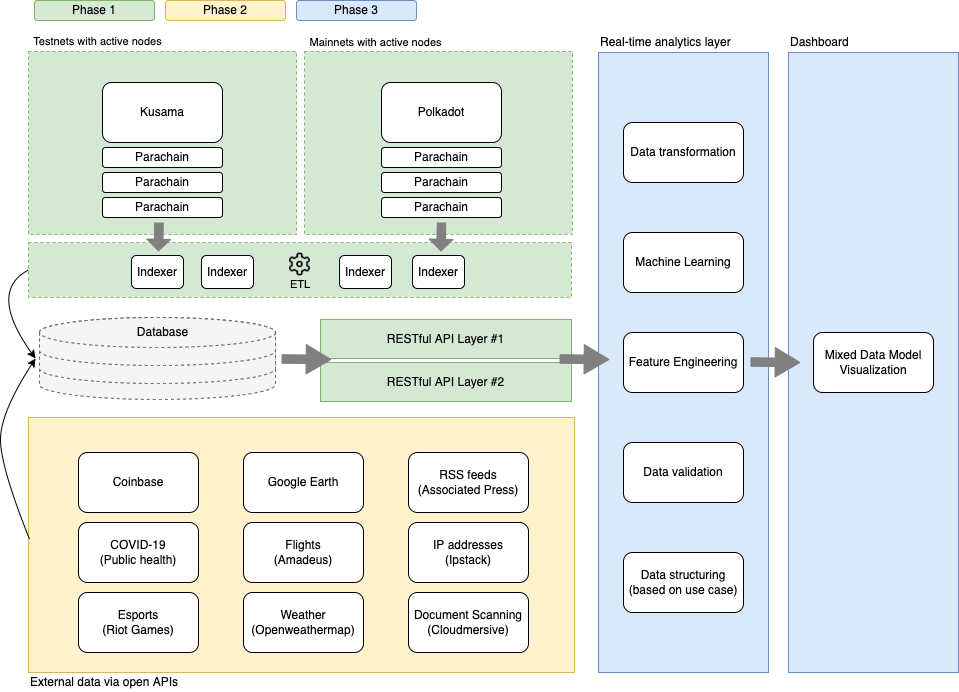 Phase 1
Phase 2
Phase 3
Testnets with active nodes
Mainnets with active nodes
Real-time analytics layer
Dashboard
Kusama
Parachain
Parachain
Parachain
Polkadot
Parachain
Parachain
Parachain
Indexer
Indexer
ETL
Indexer
Indexer
Database
RESTful API Layer #1
RESTful API Layer #2
Coinbase
Google Earth
RSS feeds
(Associated Press)
COVID-19
(Public health)
Flights
(Amadeus)
IP addresses
(Ipstack)
Esports
(Riot Games)
Weather
(Openweathermap)
Document Scanning
(Cloudmersive)
External data via open APIs
Data transformation
Machine Learning
Feature Engineering
Data validation
Data structuring
(based on use case)
Mixed Data Model
Visualization